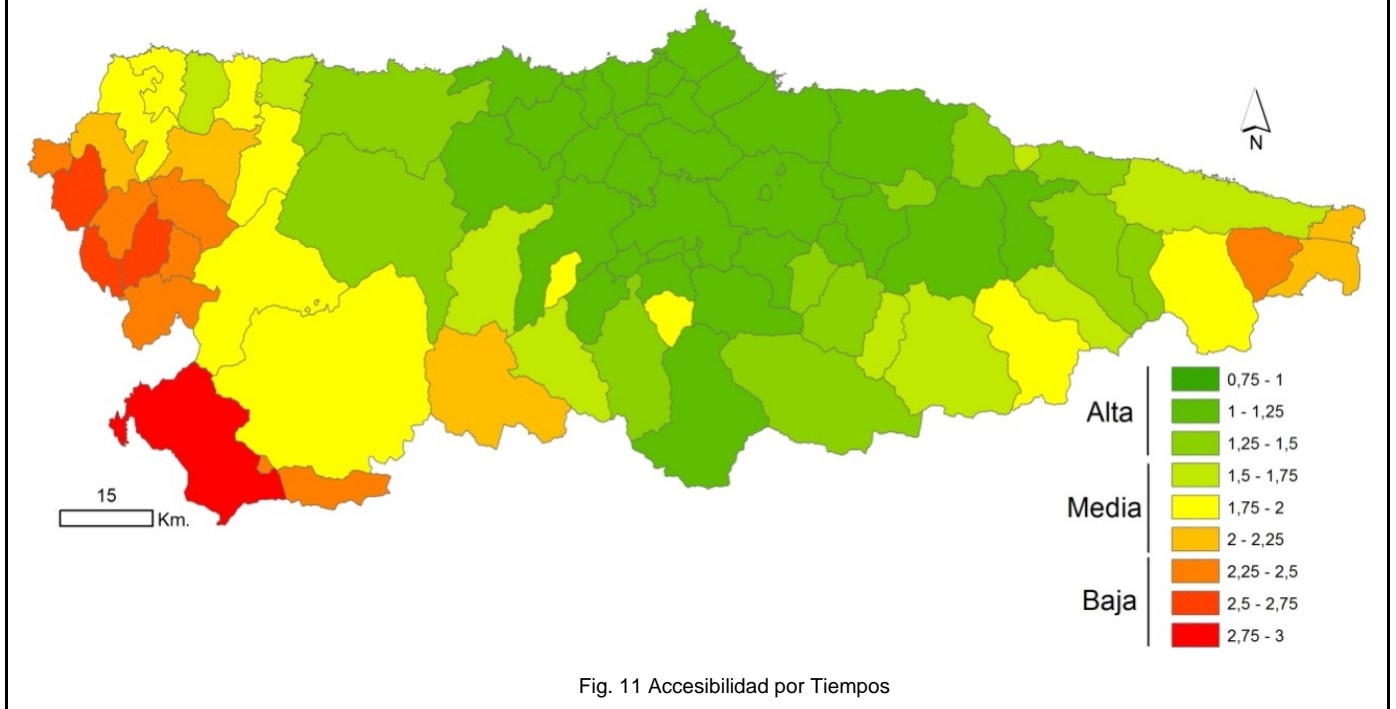 N
Alta
0,75 - 1
1 - 1,25
1,25 - 1,5
Media
1,5 - 1,75
1,75 - 2
2 - 2,25
Baja
2,25 - 2,5
2,5 - 2,75
2,75 - 3
15
Km.
Fig. 11 Accesibilidad por Tiempos